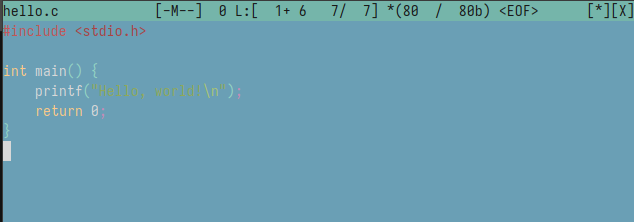 hello.c [-M--] 0 L:[ 1+ 6 7/ 7] *(80 / 80b) <EOF> [*][X]
#include <stdio.h>
int main() {
printf("Hello, world!\n");
return 0;
}